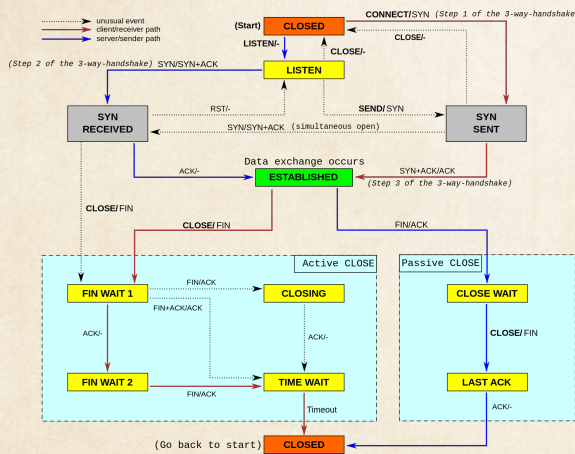 unusual event
client/receiver path
server/sender path
(Start)
CLOSED
CONNECT/SYN (Step 1 of the 3-way-handshake
CLOSE/-
LISTEN/-
CLOSE/-
(Step 2 of the 3-way-handshake) SYN/SYN+ACK
LISTEN
RST/-
SEND/SYN
SYN
RECEIVED
SYN
SENT
SYN/SYN+ACK (simultaneous open)
Data exchange occurs
ACK/-
ESTABLISHED
SYN+ACK/ACK
(Step 3 of the 3-way-handshake)
CLOSE/FIN
CLOSE/FIN
FIN/ACK
Active CLOSE
Passive CLOSE
FIN WAIT 1
FIN/ACK
CLOSING
CLOSE WAIT
FIN+ACK/ACK
ACK/-
ACK/-
CLOSE/FIN
FIN WAIT 2
FIN/ACK
TIME WAIT
LAST ACK
Timeout
ACK/-
(Go back to start)
CLOSED